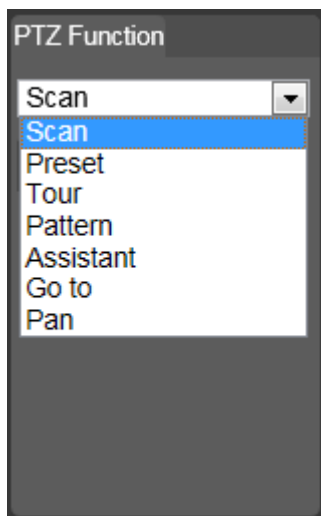 PTZ Function
Scan
Scan
Preset
Tour
Pattern
Assistant
Go to
Pan